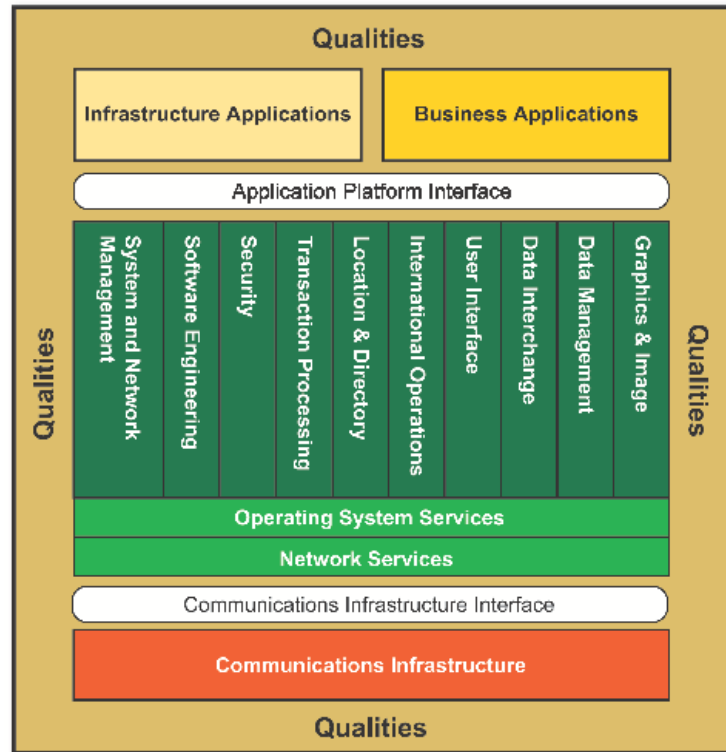 Qualities
Infrastructure Applications
Business Applications
Application Platform Interface
Qualities
System and Network
Management
Software Engineering
Security
Transaction Processing
Location & Directory
International Operations
User Interface
Data Interchange
Data Management
Graphics & Image
Qualities
Operating System Services
Network Services
Communications Infrastructure Interface
Communications Infrastructure
Qualities